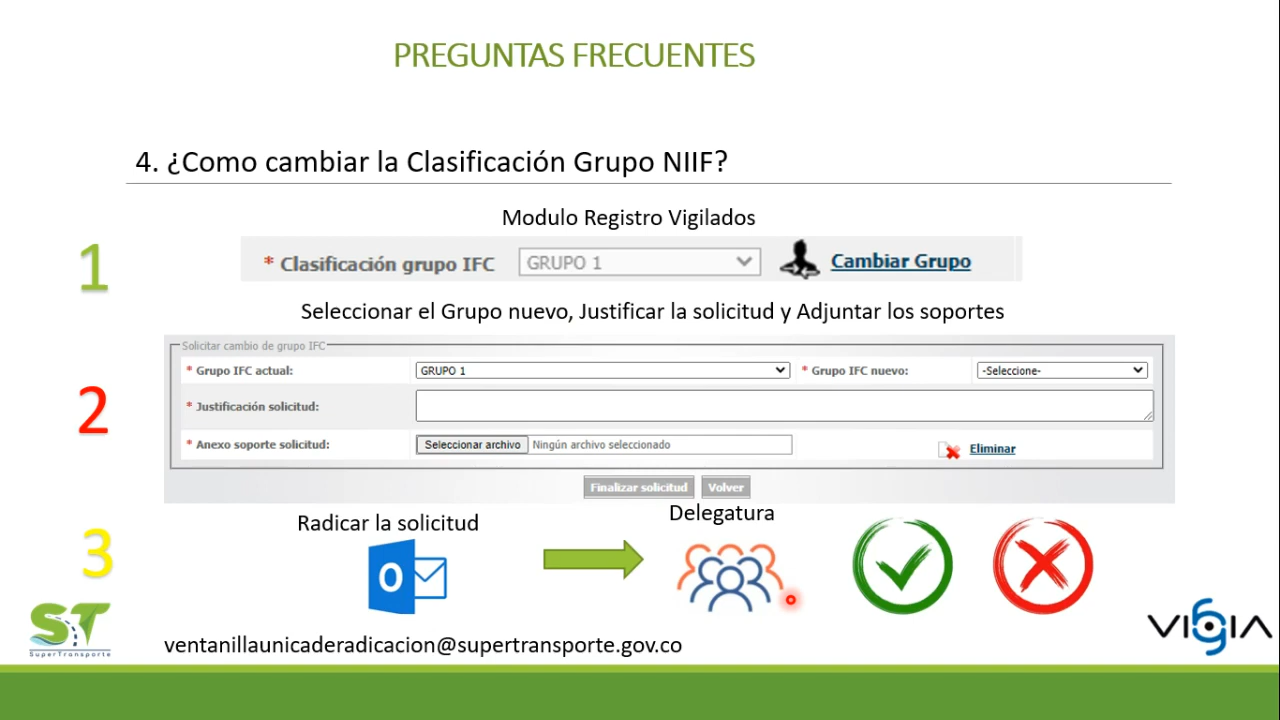 PREGUNTAS FRECUENTES
4. ¿Como cambiar la Clasificación Grupo NIIF?
Modulo Registro Vigilados
1
* Clasificación grupo IFC GRUPO 1 Cambiar Grupo
Seleccionar el Grupo nuevo, Justificar la solicitud y Adjuntar los soportes
2
Solicitar cambio de grupo IFC
* Grupo IFC actual: GRUPO 1 * Grupo IFC nuevo: -Seleccione-
* Justificación solicitud:
* Anexo soporte solicitud: Seleccionar archivo Ningún archivo seleccionado Eliminar
Finalizar solicitud Volver
3
Radicar la solicitud
Delegatura
O
ST
SuperTransporte
ventanillaunicaderadicacion@supertransporte.gov.co
VIGIA